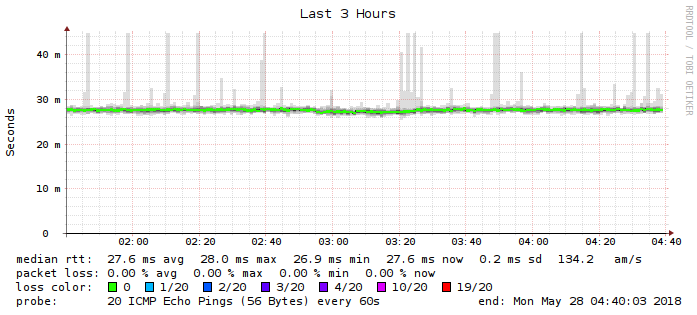 Last 3 Hours
RRDTOOL / TOBI OETIKER
Seconds
40 m
30 m
20 m
10 m
0
02:00 02:20 02:40 03:00 03:20 03:40 04:00 04:20 04:40
median rtt: 27.6 ms avg 28.0 ms max 26.9 ms min 27.6 ms now 0.2 ms sd 134.2 am/s
packet loss: 0.00 % avg 0.00 % max 0.00 % min 0.00 % now
loss color: 0 1/20 2/20 3/20 4/20 10/20 19/20
probe: 20 ICMP Echo Pings (56 Bytes) every 60s end: Mon May 28 04:40:03 2018